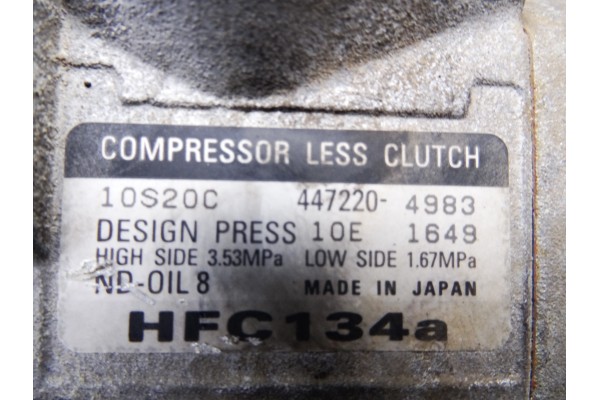 COMPRESSOR LESS CLUTCH
10S20C 447220- 4983
DESIGN PRESS 10E 1649
HIGH SIDE 3.53MPa LOW SIDE 1.67MPa
ND-OIL 8 MADE IN JAPAN
HFC134a